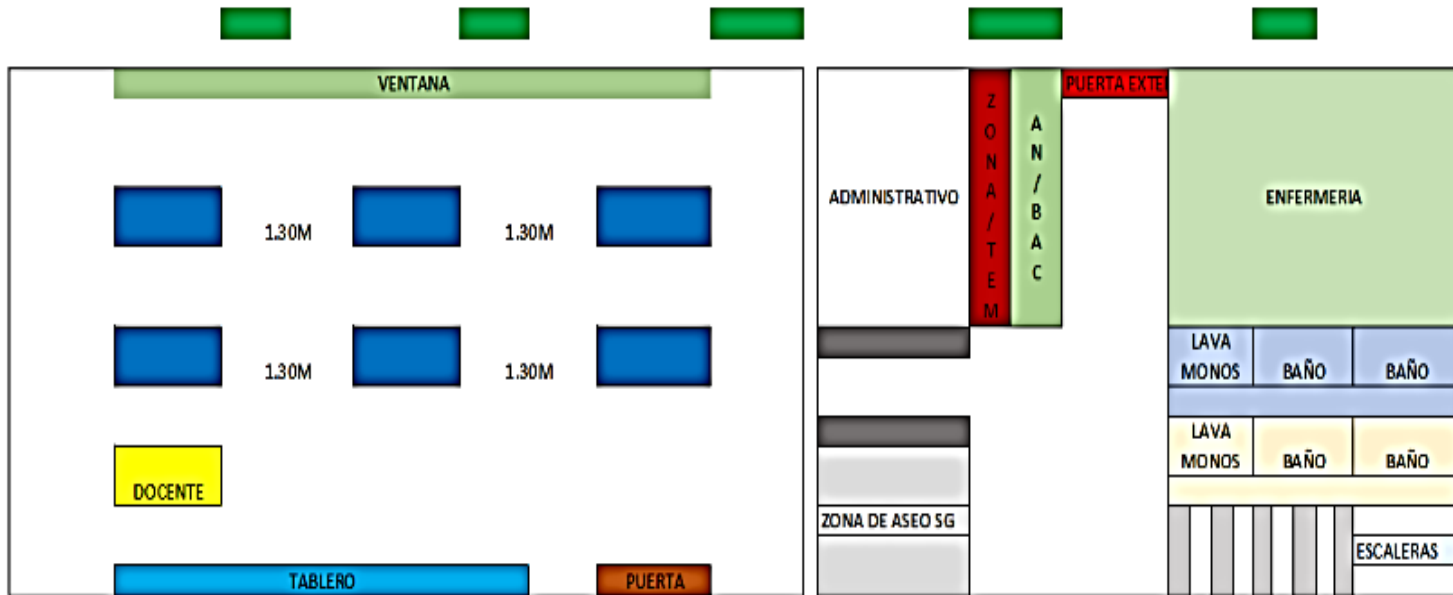 VENTANA
1.30M
1.30M
1.30M
1.30M
DOCENTE
TABLERO
PUERTA
ADMINISTRATIVO
ZONA/TEM
AN/BAC
PUERTA EXTE
ENFERMERIA
LAVA
MONOS
BAÑO
BAÑO
LAVA
MONOS
BAÑO
BAÑO
ZONA DE ASEO SG
ESCALERAS